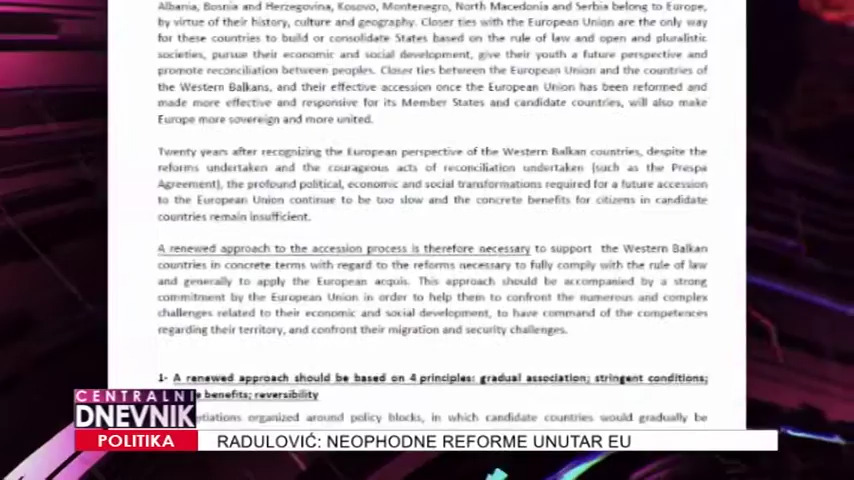 Albania, Bosnia and Herzegovina, Kosovo, Montenegro, North Macedonia and Serbia belong to Europe,
by virtue of their history, culture and geography. Closer ties with the European Union are the only way
for these countries to build or consolidate States based on the rule of law and open and pluralistic
societies, pursue their economic and social development, give their youth a future perspective and
promote reconciliation between peoples. Closer ties between the European Union and the countries of
the Western Balkans, and their effective accession once the European Union has been reformed and
made more effective and responsive for its Member States and candidate countries, will also make
Europe more sovereign and more united.
Twenty years after recognizing the European perspective of the Western Balkan countries, despite the
reforms undertaken and the courageous acts of reconciliation undertaken (such as the Prespa
Agreement), the profound political, economic and social transformations required for a future accession
to the European Union continue to be too slow and the concrete benefits for citizens in candidate
countries remain insufficient.
A renewed approach to the accession process is therefore necessary to support the Western Balkan
countries in concrete terms with regard to the reforms necessary to fully comply with the rule of law
and generally to apply the European acquis. This approach should be accompanied by a strong
commitment by the European Union in order to help them to confront the numerous and complex
challenges related to their economic and social development, to have command of the competences
regarding their territory, and confront their migration and security challenges.
1- A renewed approach should be based on 4 principles: gradual association; stringent conditions;
benefits; reversibility
tiations organized around policy blocks, in which candidate countries would gradually be
CENTRALNI
DNEVNIK
POLITIKA
RADULOVIĆ: NEOPHODNE REFORME UNUTAR EU